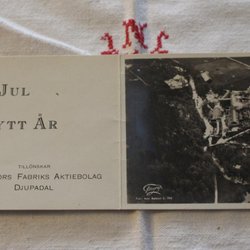 JUL
YTT ÅR
TILLÖNSKAR
ORS FABRIKS AKTIEBOLAG
DJUPADAL